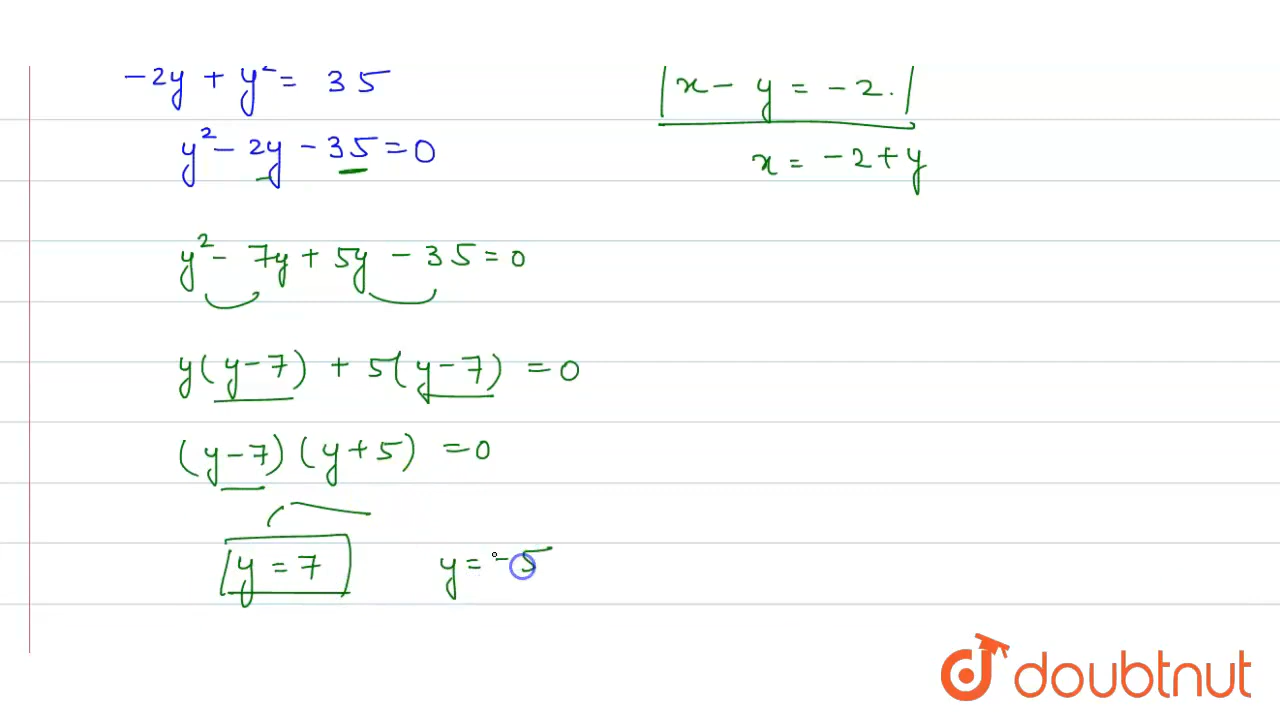 -2y + y² = 35
y² - 2y - 35 = 0
y² - 7y + 5y - 35 = 0
y(y-7) + 5(y-7) = 0
(y-7)(y+5) = 0
y = 7 y = -5
x - y = -2.
x = -2 + y
doubtnut